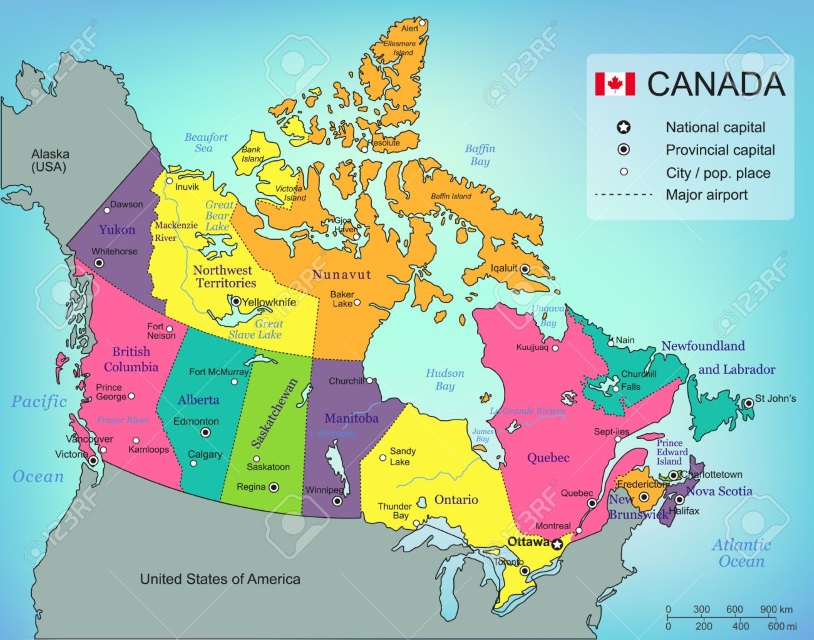 Alert
Ellesmere
Island
CANADA
National capital
Provincial capital
City / pop. place
Major airport
Beaufort
Sea
Resolute
Baffin
Bay
Bank
Island
Alaska
(USA)
Inuvik
Victoria
Island
Baffin Island
Dawson
Great
Bear
Lake
Gjoa
Haven
Yukon
Mackenzie
River
Whitehorse
Northwest
Territories
Nunavut
Iqaluit
Yellowknife
Baker
Lake
Great
Slave Lake
Ungava
Bay
Fort
Nelson
Kuujuaq
Nain
Newfoundland
and Labrador
British
Columbia
Fort McMurray
Churchill
Hudson
Bay
Churchill
Falls
Prince
George
Alberta
Saskatchewan
Manitoba
Pacific
Ocean
Fraser River
Edmonton
La Grande Riviere
St John's
Vancouver
Victoria
Kamloops
Calgary
Saskatoon
Sandy
Lake
James
Bay
Sept-iles
Prince
Edward
Island
Quebec
Charlottetown
Regina
Winnipeg
Ontario
Quebec
Fredericton
Nova Scotia
New
Brunswick
Halifax
Thunder
Bay
Montreal
Ottawa
Toronto
Atlantic
Ocean
United States of America
0 300 600 900 km
0 200 400 600 mi
123RF